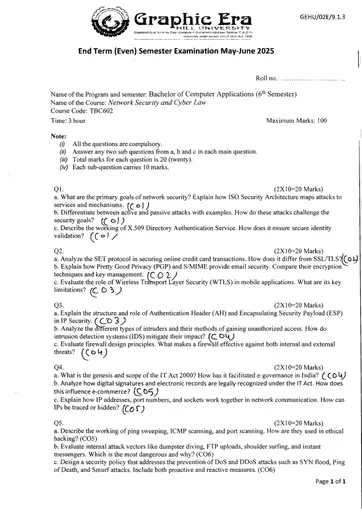 GEHU/02E/9.1.3
Graphic Era
HILL UNIVERSITY
End Term (Even) Semester Examination May-June 2025
Roll no.
Name of the Program and semester: Bachelor of Computer Applications (6th Semester)
Name of the Course: Network Security and Cyber Law
Course Code: TBC602
Time: 3 hour Maximum Marks: 100
Note:
(i) All the questions are compulsory.
(ii) Answer any two sub questions from a, b and c in each main question.
(iii) Total marks for each question is 20 (twenty).
(iv) Each sub-question carries 10 marks.
Q1. (2X10=20 Marks)
a. What are the primary goals of network security? Explain how ISO Security Architecture maps attacks to
services and mechanisms. (CO1)
b. Differentiate between active and passive attacks with examples. How do these attacks challenge the
security goals? (CO1)
c. Describe the working of X.509 Directory Authentication Service. How does it ensure secure identity
validation? (CO1)
Q2. (2X10=20 Marks)
a. Analyze the SET protocol in securing online credit card transactions. How does it differ from SSL/TLS? (CO4)
b. Explain how Pretty Good Privacy (PGP) and S/MIME provide email security. Compare their encryption
techniques and key management. (CO2)
c. Evaluate the role of Wireless Transport Layer Security (WTLS) in mobile applications. What are its key
limitations? (CO3)
Q3. (2X10=20 Marks)
a. Explain the structure and role of Authentication Header (AH) and Encapsulating Security Payload (ESP)
in IP Security. (CO3)
b. Analyze the different types of intruders and their methods of gaining unauthorized access. How do
intrusion detection systems (IDS) mitigate their impact? (CO4)
c. Evaluate firewall design principles. What makes a firewall effective against both internal and external
threats? (CO4)
Q4. (2X10=20 Marks)
a. What is the genesis and scope of the IT Act 2000? How has it facilitated e-governance in India? (CO4)
b. Analyze how digital signatures and electronic records are legally recognized under the IT Act. How does
this influence e-commerce? (CO5)
c. Explain how IP addresses, port numbers, and sockets work together in network communication. How can
IPs be traced or hidden? (CO5)
Q5. (2X10=20 Marks)
a. Describe the working of ping sweeping, ICMP scanning, and port scanning. How are they used in ethical
hacking? (CO5)
b. Evaluate internal attack vectors like dumpster diving, FTP uploads, shoulder surfing, and instant
messengers. Which is the most dangerous and why? (CO6)
c. Design a security policy that addresses the prevention of DoS and DDoS attacks such as SYN flood, Ping
of Death, and Smurf attacks. Include both proactive and reactive measures. (CO6)
Page 1 of 1